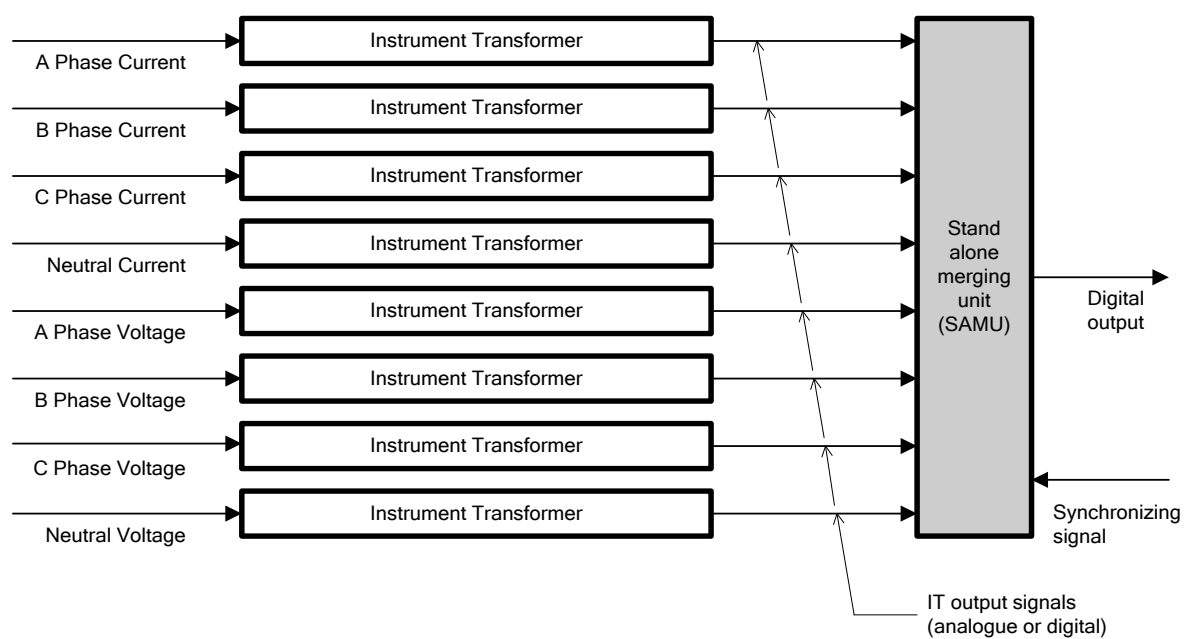 Instrument Transformer
A Phase Current
Instrument Transformer
B Phase Current
Instrument Transformer
C Phase Current
Instrument Transformer
Neutral Current
Instrument Transformer
A Phase Voltage
Instrument Transformer
B Phase Voltage
Instrument Transformer
C Phase Voltage
Instrument Transformer
Neutral Voltage
Stand
alone
merging
unit
(SAMU)
Digital
output
Synchronizing
signal
IT output signals
(analogue or digital)